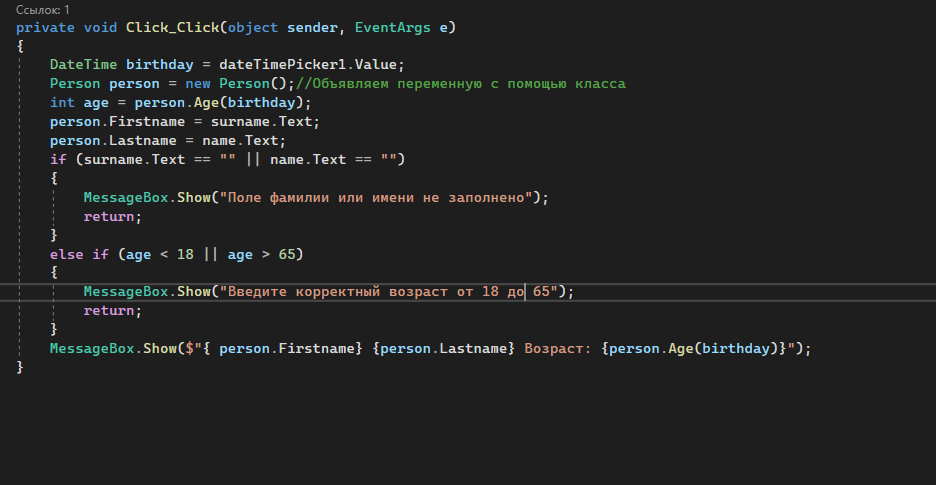 Ссылок: 1
private void Click_Click(object sender, EventArgs e)
{
DateTime birthday = dateTimePicker1.Value;
Person person = new Person();//Объявляем переменную с помощью класса
int age = person.Age(birthday);
person.Firstname = surname.Text;
person.Lastname = name.Text;
if (surname.Text == "" || name.Text == "")
{
MessageBox.Show("Поле фамилии или имени не заполнено");
return;
}
else if (age < 18 || age > 65)
{
MessageBox.Show("Введите корректный возраст от 18 до 65");
return;
}
MessageBox.Show($"{ person.Firstname} {person.Lastname} Возраст: {person.Age(birthday)}");
}